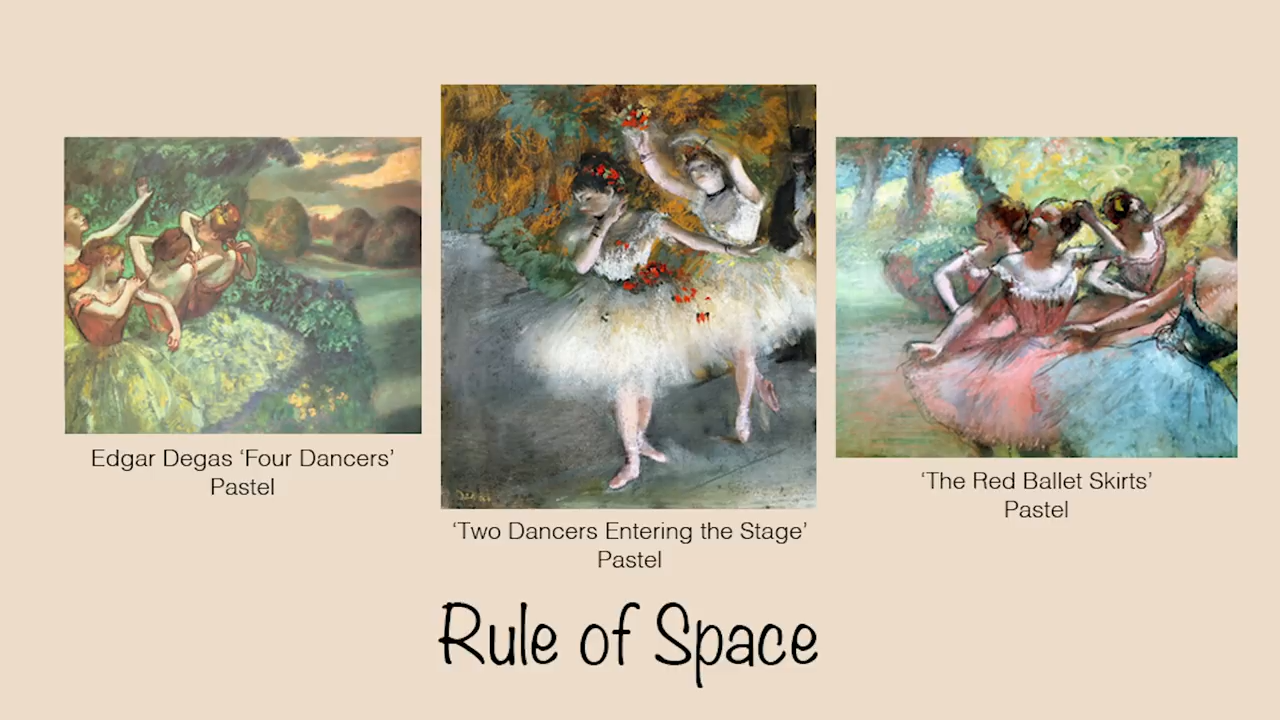 Edgar Degas ‘Four Dancers’
Pastel
‘Two Dancers Entering the Stage’
Pastel
‘The Red Ballet Skirts’
Pastel
Rule of Space